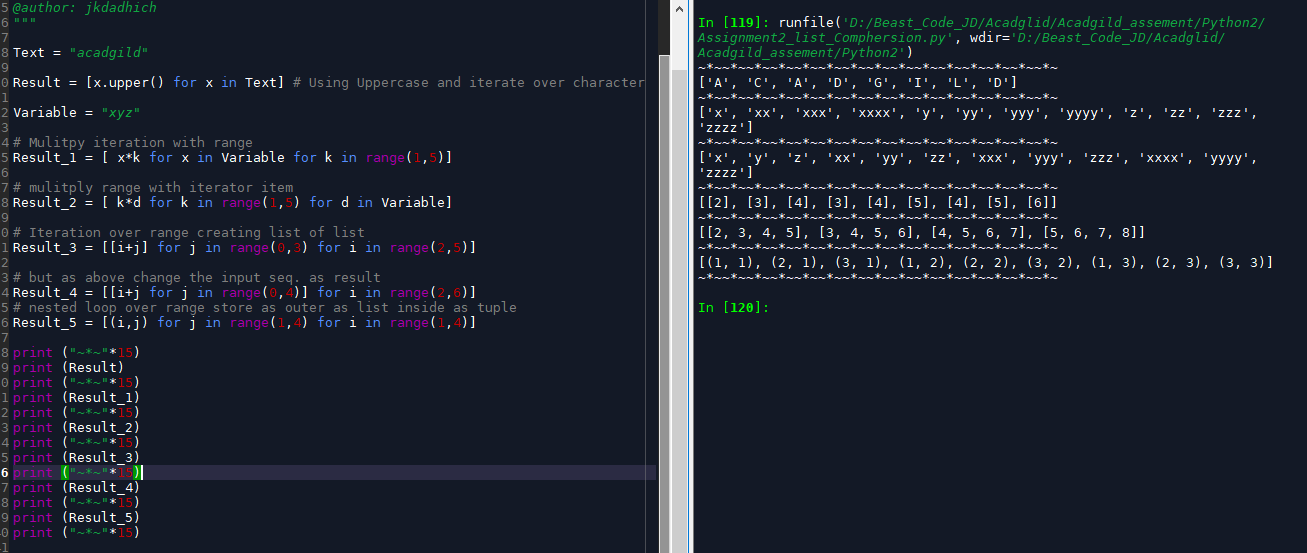 5 @author: jkdadhich
6 """
7
8 Text = "acadgild"
9
0 Result = [x.upper() for x in Text] # Using Uppercase and iterate over character
1
2 Variable = "xyz"
3
4 # Mulitpy iteration with range
5 Result_1 = [ x*k for x in Variable for k in range(1,5)]
6
7 # mulitply range with iterator item
8 Result_2 = [ k*d for k in range(1,5) for d in Variable]
9
0 # Iteration over range creating list of list
1 Result_3 = [[i+j] for j in range(0,3) for i in range(2,5)]
2
3 # but as above change the input seq. as result
4 Result_4 = [[i+j for j in range(0,4)] for i in range(2,6)]
5 # nested loop over range store as outer as list inside as tuple
6 Result_5 = [(i,j) for j in range(1,4) for i in range(1,4)]
7
8 print ("~*~"*15)
9 print (Result)
0 print ("~*~"*15)
1 print (Result_1)
2 print ("~*~"*15)
3 print (Result_2)
4 print ("~*~"*15)
5 print (Result_3)
6 print ("~*~"*15)
7 print (Result_4)
8 print ("~*~"*15)
9 print (Result_5)
0 print ("~*~"*15)
1
In [119]: runfile('D:/Beast_Code_JD/Acadglid/Acadgild_assement/Python2/
Assignment2_list_Comphersion.py', wdir='D:/Beast_Code_JD/Acadglid/
Acadgild_assement/Python2')
~*~~*~~*~~*~~*~~*~~*~~*~~*~~*~~*~~*~~*~~*~~*~
['A', 'C', 'A', 'D', 'G', 'I', 'L', 'D']
~*~~*~~*~~*~~*~~*~~*~~*~~*~~*~~*~~*~~*~~*~~*~
['x', 'xx', 'xxx', 'xxxx', 'y', 'yy', 'yyy', 'yyyy', 'z', 'zz', 'zzz',
'zzzz']
~*~~*~~*~~*~~*~~*~~*~~*~~*~~*~~*~~*~~*~~*~~*~
['x', 'y', 'z', 'xx', 'yy', 'zz', 'xxx', 'yyy', 'zzz', 'xxxx', 'yyyy',
'zzzz']
~*~~*~~*~~*~~*~~*~~*~~*~~*~~*~~*~~*~~*~~*~~*~
[[2], [3], [4], [3], [4], [5], [4], [5], [6]]
~*~~*~~*~~*~~*~~*~~*~~*~~*~~*~~*~~*~~*~~*~~*~
[[2, 3, 4, 5], [3, 4, 5, 6], [4, 5, 6, 7], [5, 6, 7, 8]]
~*~~*~~*~~*~~*~~*~~*~~*~~*~~*~~*~~*~~*~~*~~*~
[(1, 1), (2, 1), (3, 1), (1, 2), (2, 2), (3, 2), (1, 3), (2, 3), (3, 3)]
~*~~*~~*~~*~~*~~*~~*~~*~~*~~*~~*~~*~~*~~*~~*~
In [120]: